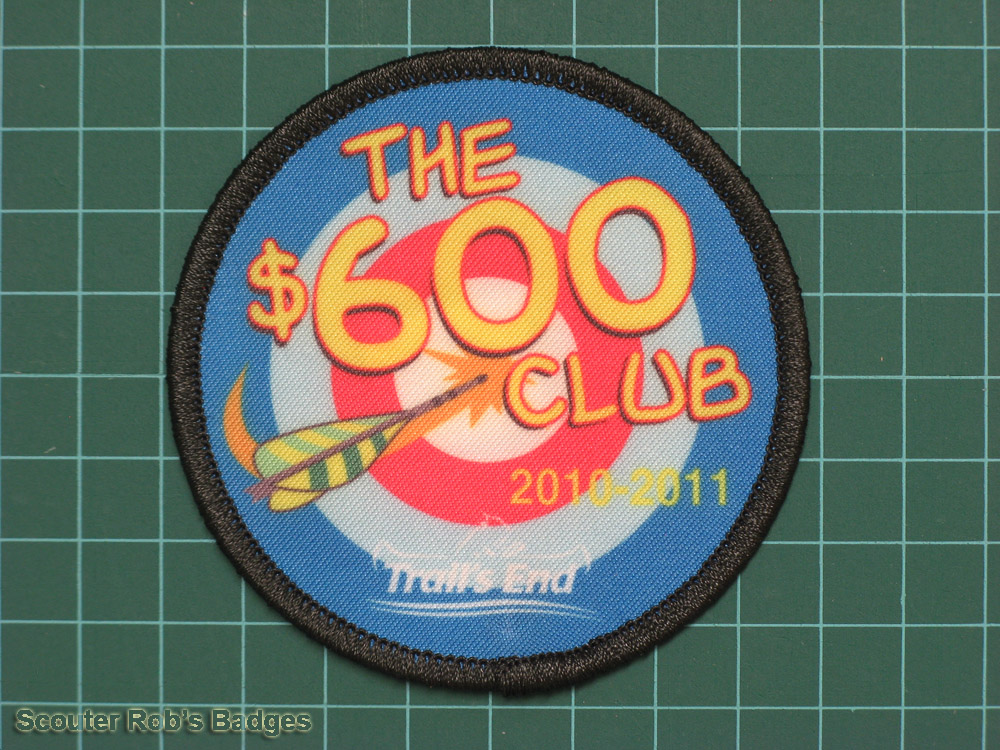 THE
$600
CLUB
2010-2011
Trail's End
Scouter Rob's Badges